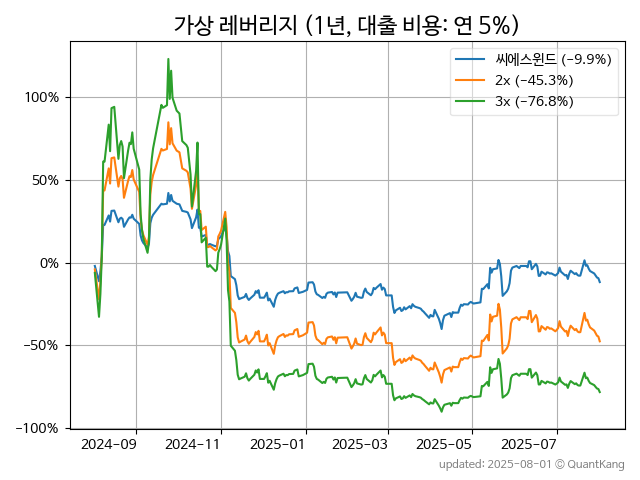 가상 레버리지 (1년, 대출 비용: 연 5%)
씨에스윈드 (−9.9%)
2x (−45.3%)
3x (−76.8%)
100%
50%
0%
−50%
−100%
2024-09 2024-11 2025-01 2025-03 2025-05 2025-07
updated: 2025-08-01 © QuantKang